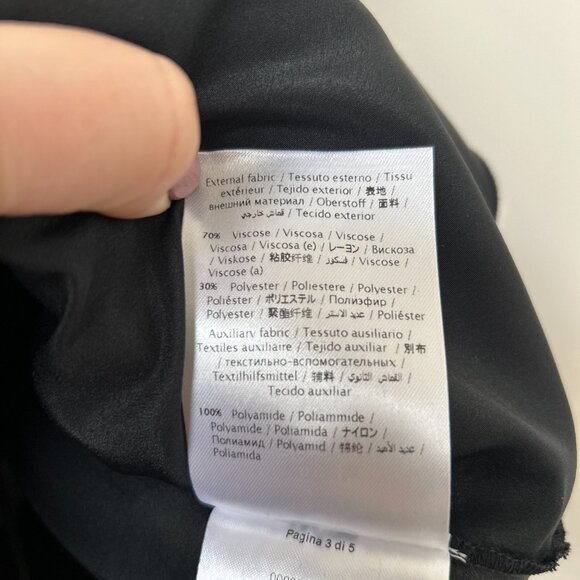 External fabric / Tessuto esterno / Tissu
extérieur / Tejido exterior / 表地 /
внешний материал / Oberstoff / 面料 /
قماش خارجي / Tecido exterior
70% Viscose / Viscosa / Viscose /
Viscosa / Viscosa (e) / レーヨン / Вискоза
/ Viskose / 粘胶纤维 / فسكوز / Viscose /
Viscose (a)
30% Polyester / Poliestere / Polyester /
Poliéster / ポリエステル / Полиэфир /
Polyester / 聚酯纤维 / عديد الاستر / Poliéster
Auxiliary fabric / Tessuto ausiliario /
Textiles auxiliaire / Tejido auxiliar / 別布
/ текстильно-вспомогательных /
Textilhilfsmittel / 辅料 / القماش الثانوي /
Tecido auxiliar
100% Polyamide / Poliammide /
Polyamide / Poliamida / ナイロン /
Полиамид / Polyamid / 锦纶 / عديد الأميد /
Poliamida
Pagina 3 di 5